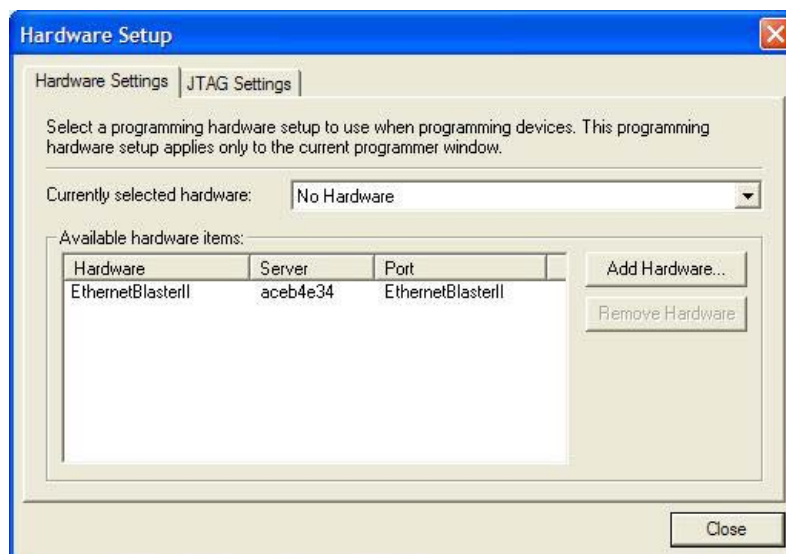 Hardware Setup
Hardware Settings JTAG Settings
Select a programming hardware setup to use when programming devices. This programming
hardware setup applies only to the current programmer window.
Currently selected hardware: No Hardware
Available hardware items:
Hardware Server Port
EthernetBlasterII aceb4e34 EthernetBlasterII
Add Hardware...
Remove Hardware
Close